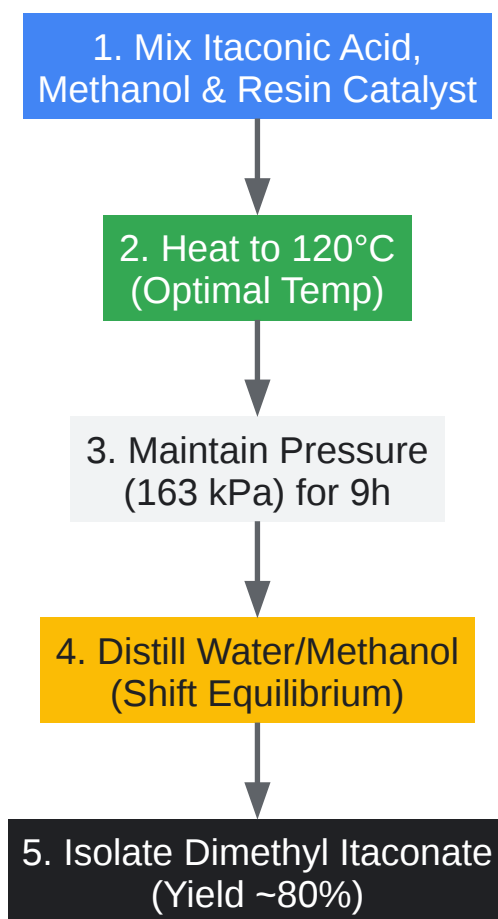 1. Mix Itaconic Acid,
Methanol & Resin Catalyst
2. Heat to 120°C
(Optimal Temp)
3. Maintain Pressure
(163 kPa) for 9h
4. Distill Water/Methanol
(Shift Equilibrium)
5. Isolate Dimethyl Itaconate
(Yield ~80%)